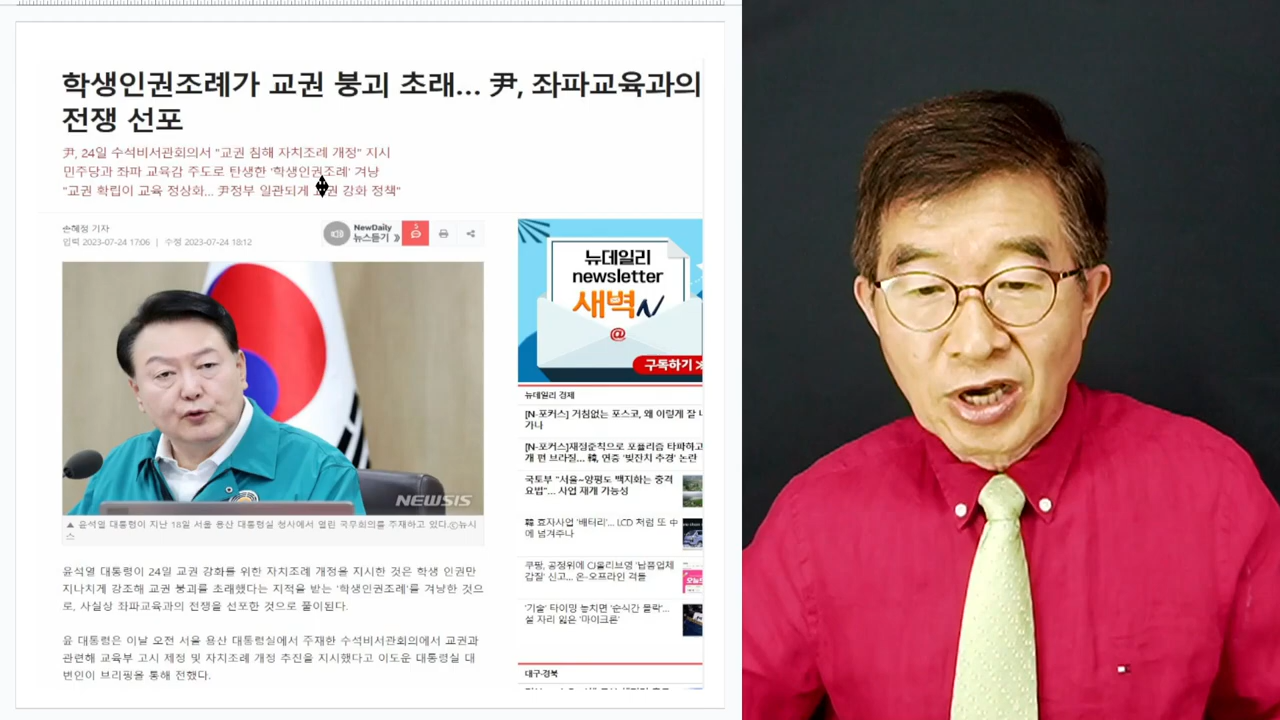 학생인권조례가 교권 붕괴 초래... 尹, 좌파교육과의
전쟁 선포
尹, 24일 수석비서관회의서 "교권 침해 자치조례 개정" 지시
민주당과 좌파 교육감 주도로 탄생한 '학생인권조례' 겨냥
"교권 확립이 교육 정상화... 尹정부 일관되게 교권 강화 정책"
손혜정 기자
입력 2023-07-24 17:06 | 수정 2023-07-24 18:12
NewDaily
뉴스듣기
5
NEWSIS
▲ 윤석열 대통령이 지난 18일 서울 용산 대통령실 청사에서 열린 국무회의를 주재하고 있다.ⓒ뉴시
스
윤석열 대통령이 24일 교권 강화를 위한 자치조례 개정을 지시한 것은 학생 인권만
지나치게 강조해 교권 붕괴를 초래했다는 지적을 받는 '학생인권조례'를 겨냥한 것으
로, 사실상 좌파교육과의 전쟁을 선포한 것으로 풀이된다.
윤 대통령은 이날 오전 서울 용산 대통령실에서 주재한 수석비서관회의에서 교권과
관련해 교육부 고시 제정 및 자치조례 개정 추진을 지시했다고 이도운 대통령실 대
변인이 브리핑을 통해 전했다.
뉴데일리
newsletter
새벽N
@
구독하기
뉴데일리 경제
[N-포커스] 거침없는 포스코, 왜 이렇게 잘 나
가나
[N-포커스]재정준칙으로 포퓰리즘 타파하고
개 편 브라질... 韓, 연중 '빚잔치 추경' 논란
국토부 "서울~양평도 백지화는 충격
요법"... 사업 재개 가능성
韓 효자사업 '배터리'... LCD 처럼 또 中
에 넘겨주나
쿠팡, 공정위에 CJ올리브영 '납품업체
갑질' 신고... 온·오프라인 격돌
'기술' 타이밍 놓치면 '순식간 몰락'...
설 자리 잃은 '마이크론'
대구·경북